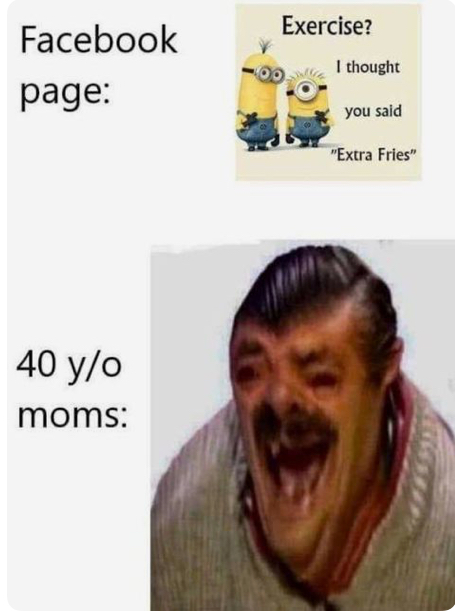 Facebook
page:
Exercise?
I thought
you said
"Extra Fries"
40 y/o
moms: